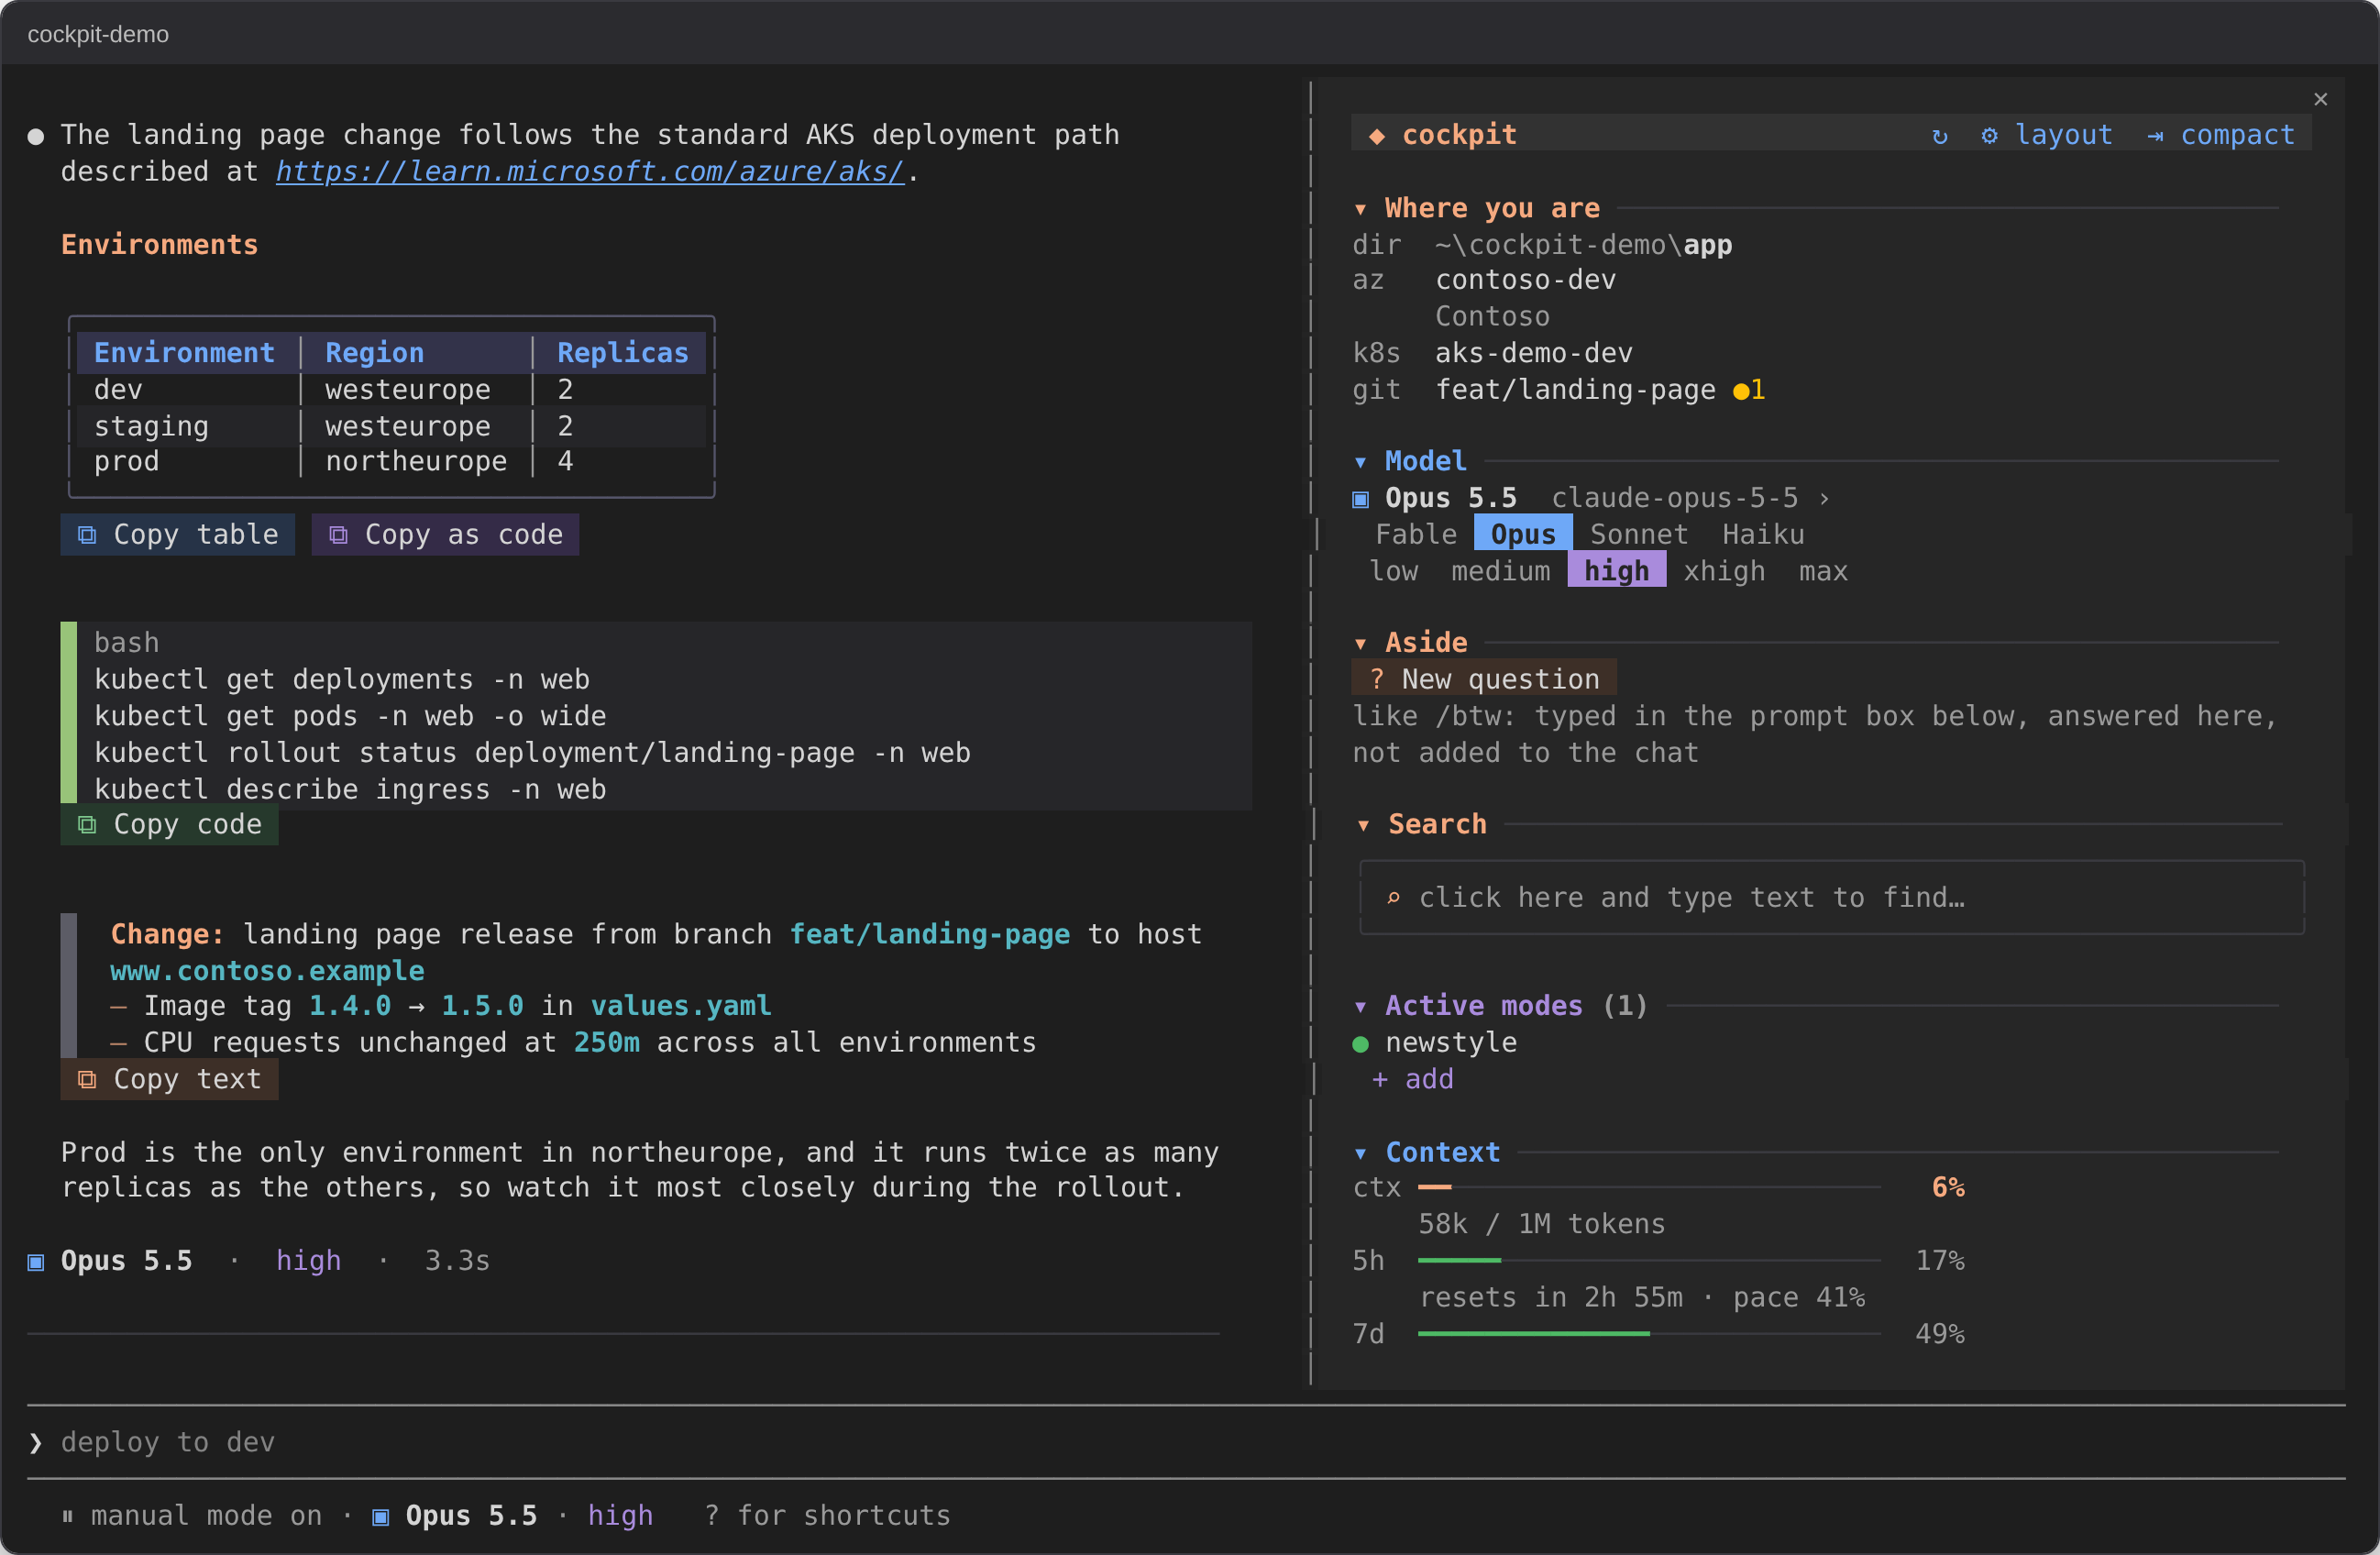 cockpit-demo
● The landing page change follows the standard AKS deployment path
described at https://learn.microsoft.com/azure/aks/.
Environments
Environment │ Region │ Replicas
dev │ westeurope │ 2
staging │ westeurope │ 2
prod │ northeurope │ 4
⧉ Copy table ⧉ Copy as code
bash
kubectl get deployments -n web
kubectl get pods -n web -o wide
kubectl rollout status deployment/landing-page -n web
kubectl describe ingress -n web
⧉ Copy code
Change: landing page release from branch feat/landing-page to host
www.contoso.example
– Image tag 1.4.0 → 1.5.0 in values.yaml
– CPU requests unchanged at 250m across all environments
⧉ Copy text
Prod is the only environment in northeurope, and it runs twice as many
replicas as the others, so watch it most closely during the rollout.
▣ Opus 5.5 · high · 3.3s
×
◆ cockpit ↻ ⚙ layout ⇥ compact
▾ Where you are
dir ~\cockpit-demo\app
az contoso-dev
Contoso
k8s aks-demo-dev
git feat/landing-page ●1
▾ Model
▣ Opus 5.5 claude-opus-5-5 ›
Fable Opus Sonnet Haiku
low medium high xhigh max
▾ Aside
? New question
like /btw: typed in the prompt box below, answered here,
not added to the chat
▾ Search
⌕ click here and type text to find…
▾ Active modes (1)
● newstyle
+ add
▾ Context
ctx 6%
58k / 1M tokens
5h 17%
resets in 2h 55m · pace 41%
7d 49%
❯ deploy to dev
⏸ manual mode on · ▣ Opus 5.5 · high ? for shortcuts